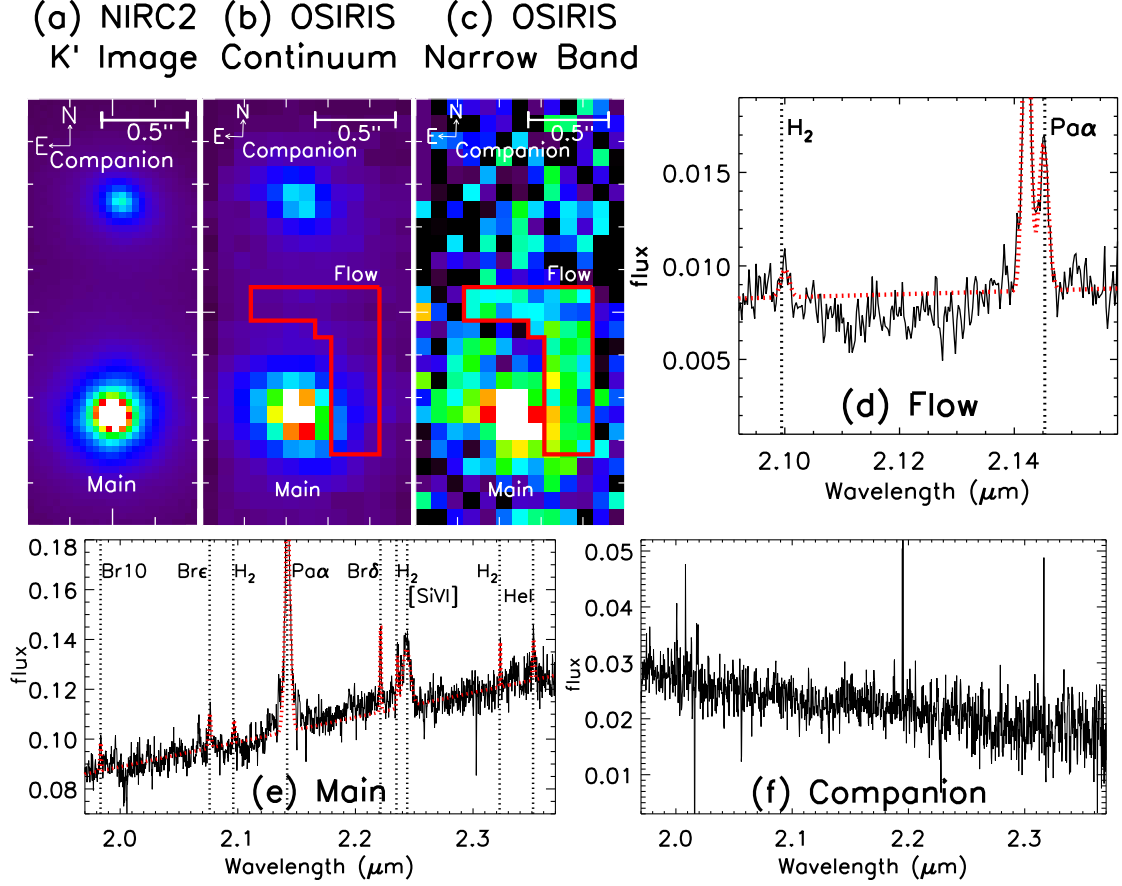 (a) NIRC2 (b) OSIRIS (c) OSIRIS
K' Image Continuum Narrow Band
N 0.5"
E
Companion
Main
N 0.5"
E
Companion
Flow
Main
N 0.5"
E
Companion
Flow
Main
H2 Paα
0.015
0.010
0.005
flux
(d) Flow
2.10 2.12 2.14
Wavelength (μm)
0.18
0.16
0.14
0.12
0.10
0.08
flux
Br10 Brϵ H2 Paα Brδ H2 H2
[SiVI] HeI
(e) Main
2.0 2.1 2.2 2.3
Wavelength (μm)
0.05
0.04
0.03
0.02
0.01
flux
(f) Companion
2.0 2.1 2.2 2.3
Wavelength (μm)